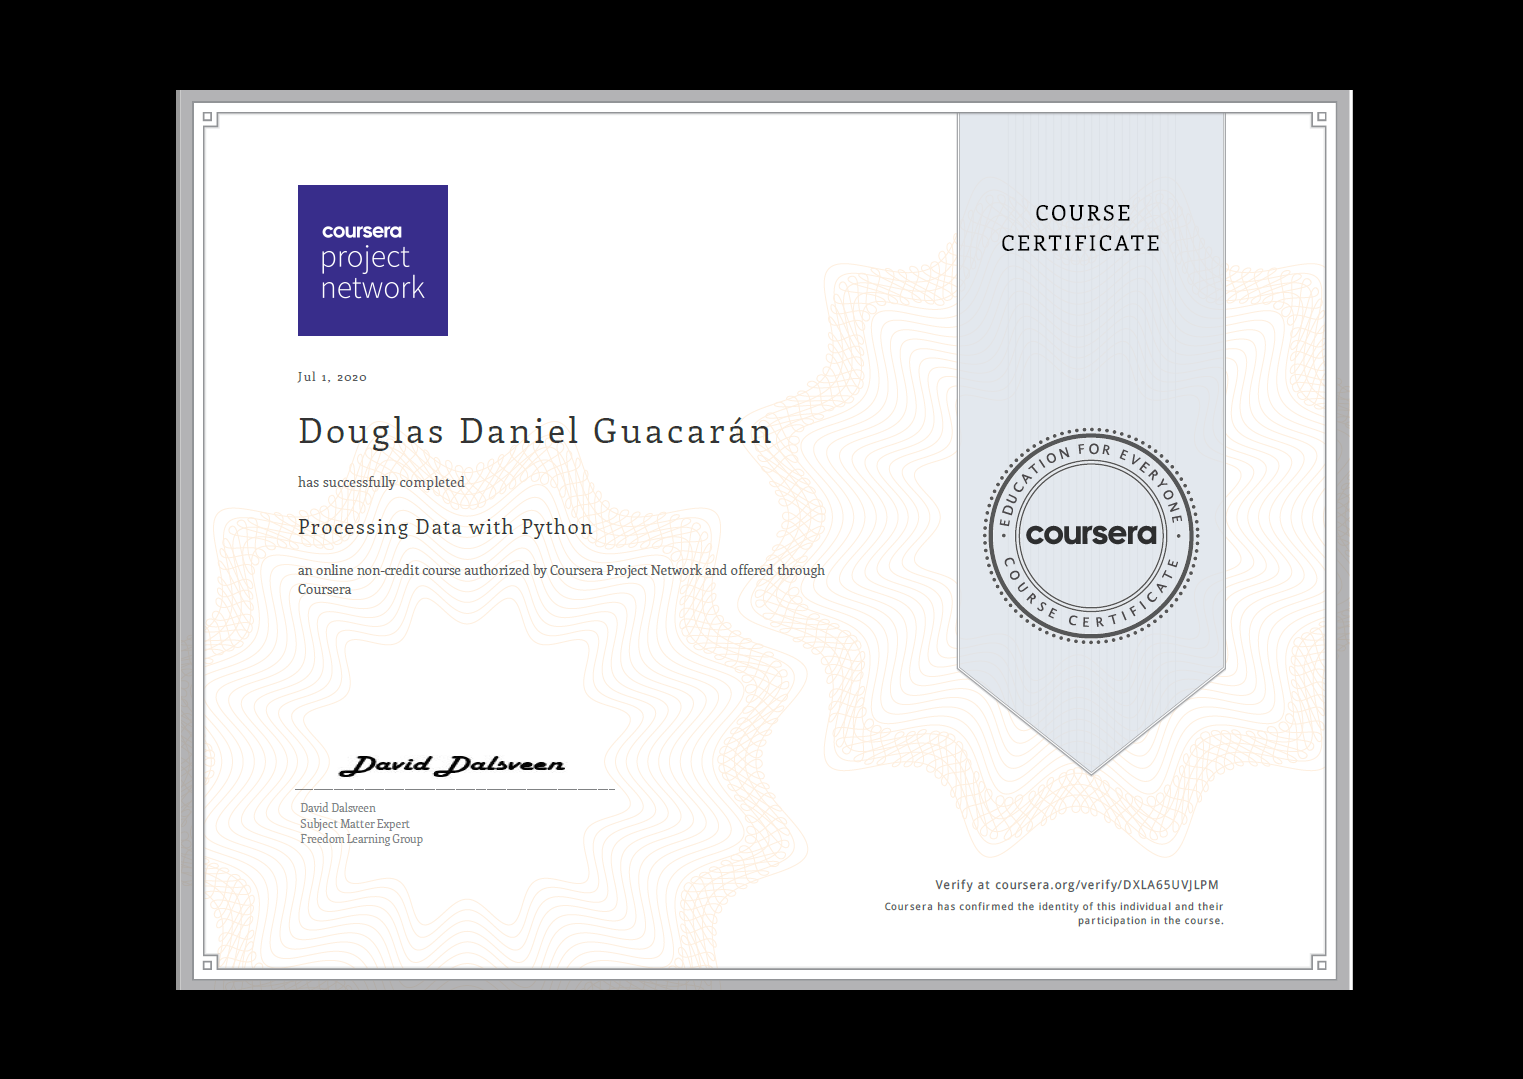 coursera
project
network
COURSE
CERTIFICATE
Jul 1, 2020
Douglas Daniel Guacarán
has successfully completed
Processing Data with Python
an online non-credit course authorized by Coursera Project Network and offered through
Coursera
EDUCATION FOR EVERYONE
coursera
COURSE CERTIFICATE
David Dalsveen
David Dalsveen
Subject Matter Expert
Freedom Learning Group
Verify at coursera.org/verify/DXLA65UVJLPM
Coursera has confirmed the identity of this individual and their
participation in the course.